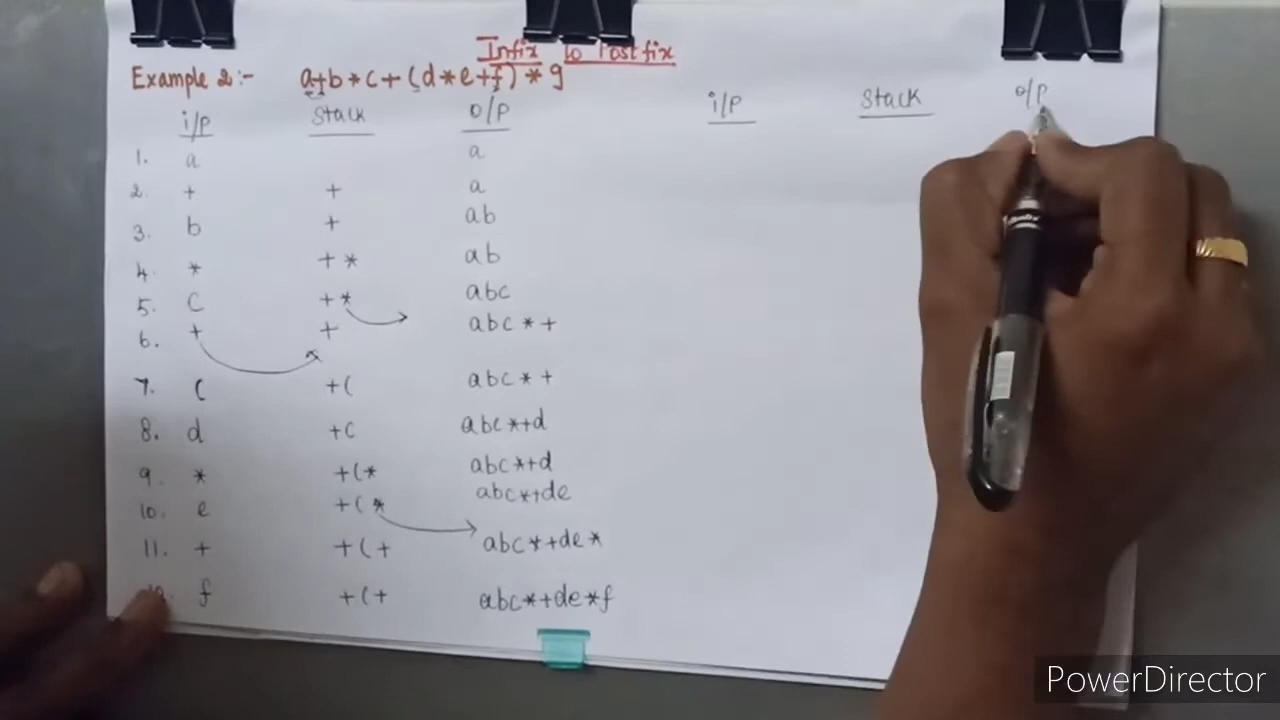 Infix to Postfix
Example 2:- a+b*c+(d*e+f)*g
i/P Stack O/P i/P Stack O/P
1. a a
2. + + a
3. b + ab
4. * +* ab
5. C +* abc
6. + + abc*+
7. ( +( abc*+
8. d +( abc*+d
9. * +(* abc*+d
10. e +(* abc*+de
11. + +(+ abc*+de*
f +(+ abc*+de*f
PowerDirector